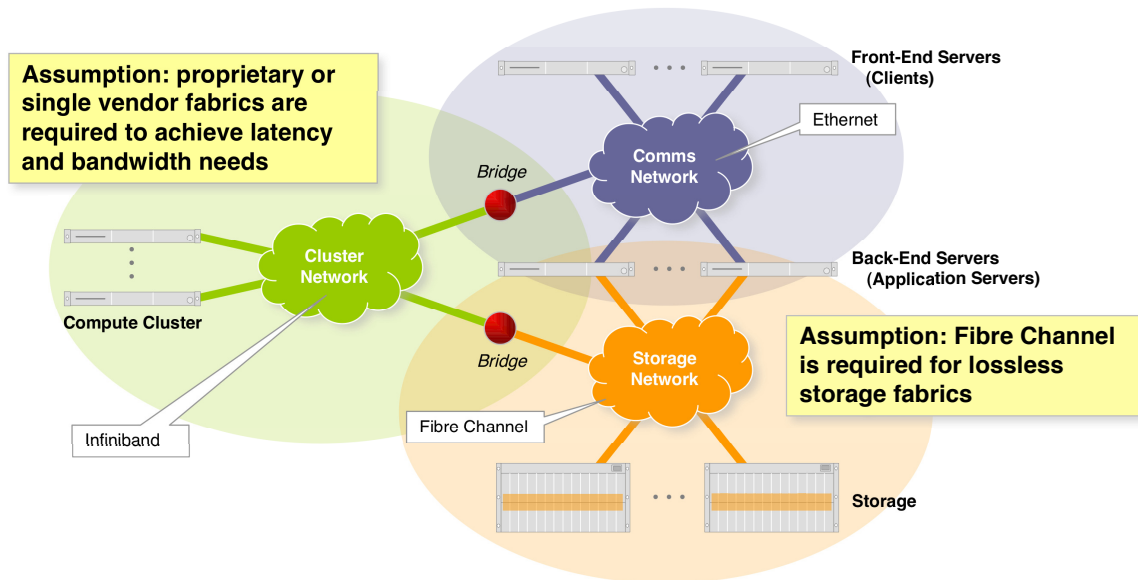 Assumption: proprietary or
single vendor fabrics are
required to achieve latency
and bandwidth needs
Front-End Servers
(Clients)
Ethernet
Comms
Network
Bridge
Cluster
Network
Back-End Servers
(Application Servers)
Compute Cluster
Bridge
Assumption: Fibre Channel
is required for lossless
storage fabrics
Storage
Network
Infiniband
Fibre Channel
Storage